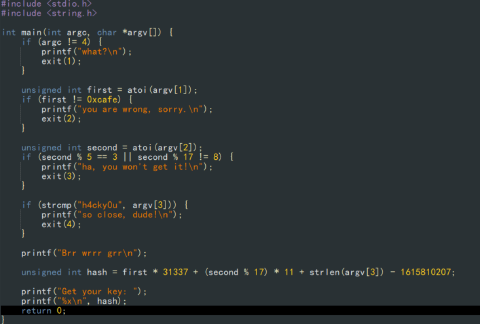 #include <stdio.h>
#include <string.h>
int main(int argc, char *argv[]) {
if (argc != 4) {
printf("what?\n");
exit(1);
}
unsigned int first = atoi(argv[1]);
if (first != 0xcafe) {
printf("you are wrong, sorry.\n");
exit(2);
}
unsigned int second = atoi(argv[2]);
if (second % 5 == 3 || second % 17 != 8) {
printf("ha, you won't get it!\n");
exit(3);
}
if (strcmp("h4cky0u", argv[3])) {
printf("so close, dude!\n");
exit(4);
}
printf("Brr wrrr grr\n");
unsigned int hash = first * 31337 + (second % 17) * 11 + strlen(argv[3]) - 1615810207;
printf("Get your key: ");
printf("%x\n", hash);
return 0;
}